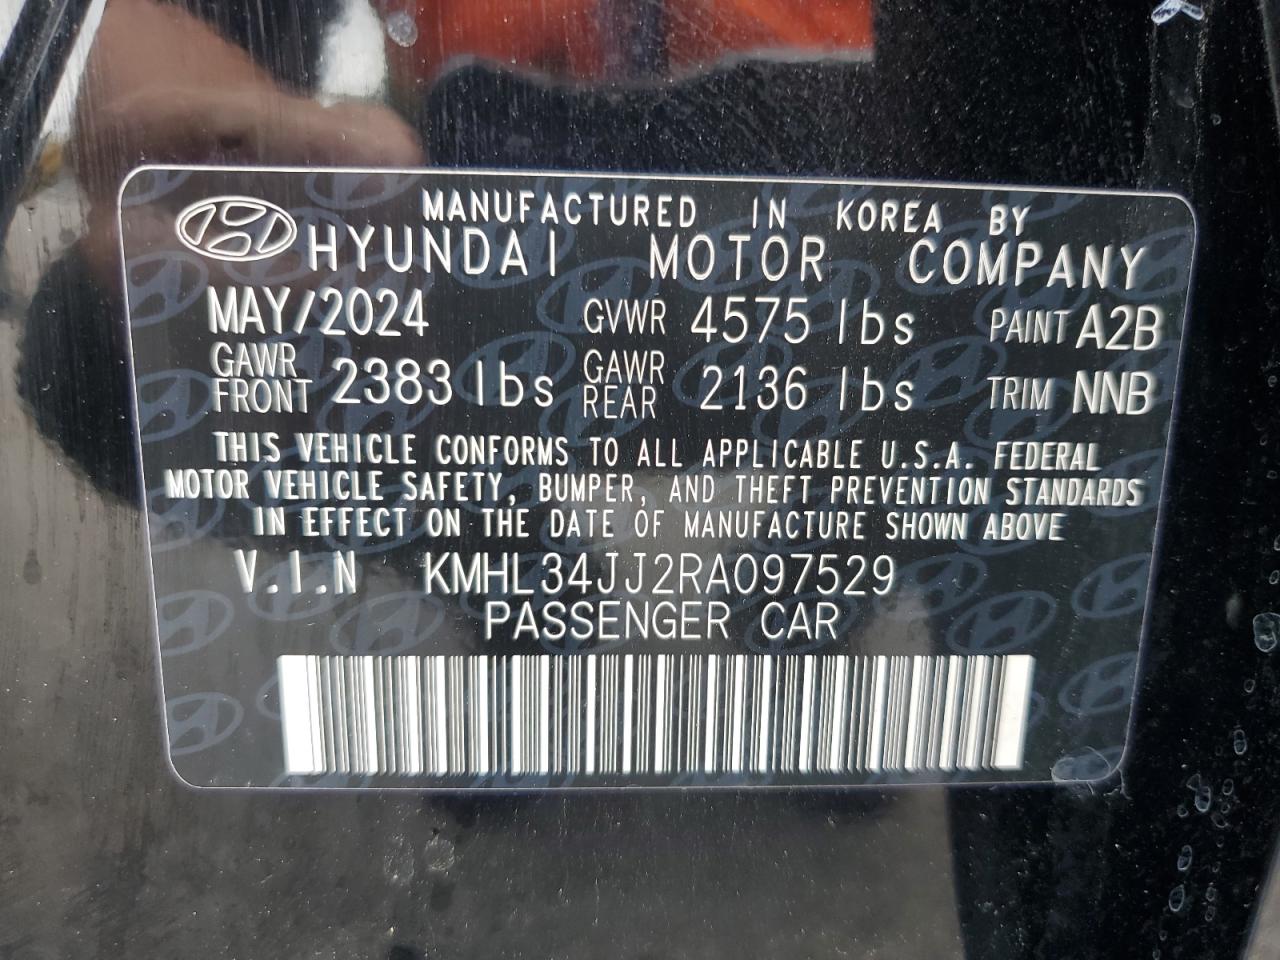 MANUFACTURED IN KOREA BY
HYUNDAI MOTOR COMPANY
MAY/2024 GVWR 4575 lbs PAINT A2B
GAWR FRONT 2383 lbs GAWR REAR 2136 lbs TRIM NNB
THIS VEHICLE CONFORMS TO ALL APPLICABLE U.S.A. FEDERAL
MOTOR VEHICLE SAFETY, BUMPER, AND THEFT PREVENTION STANDARDS
IN EFFECT ON THE DATE OF MANUFACTURE SHOWN ABOVE
V.I.N KMHL34JJ2RA097529
PASSENGER CAR